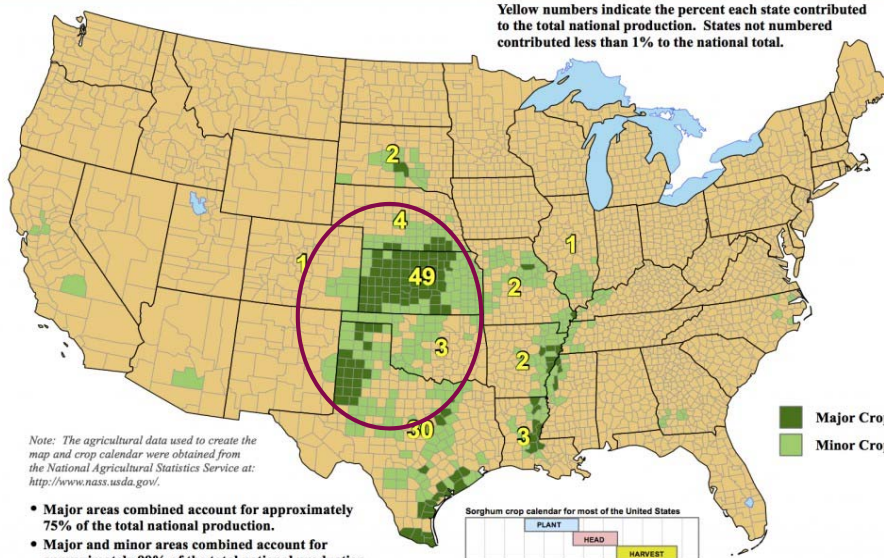 Yellow numbers indicate the percent each state contributed
to the total national production. States not numbered
contributed less than 1% to the national total.
2
4
1
1
49
2
3
2
30
3
Major Crop
Minor Crop
Note: The agricultural data used to create the
map and crop calendar were obtained from
the National Agricultural Statistics Service at:
http://www.nass.usda.gov/.
• Major areas combined account for approximately
75% of the total national production.
• Major and minor areas combined account for
Sorghum crop calendar for most of the United States
PLANT
HEAD
HARVEST